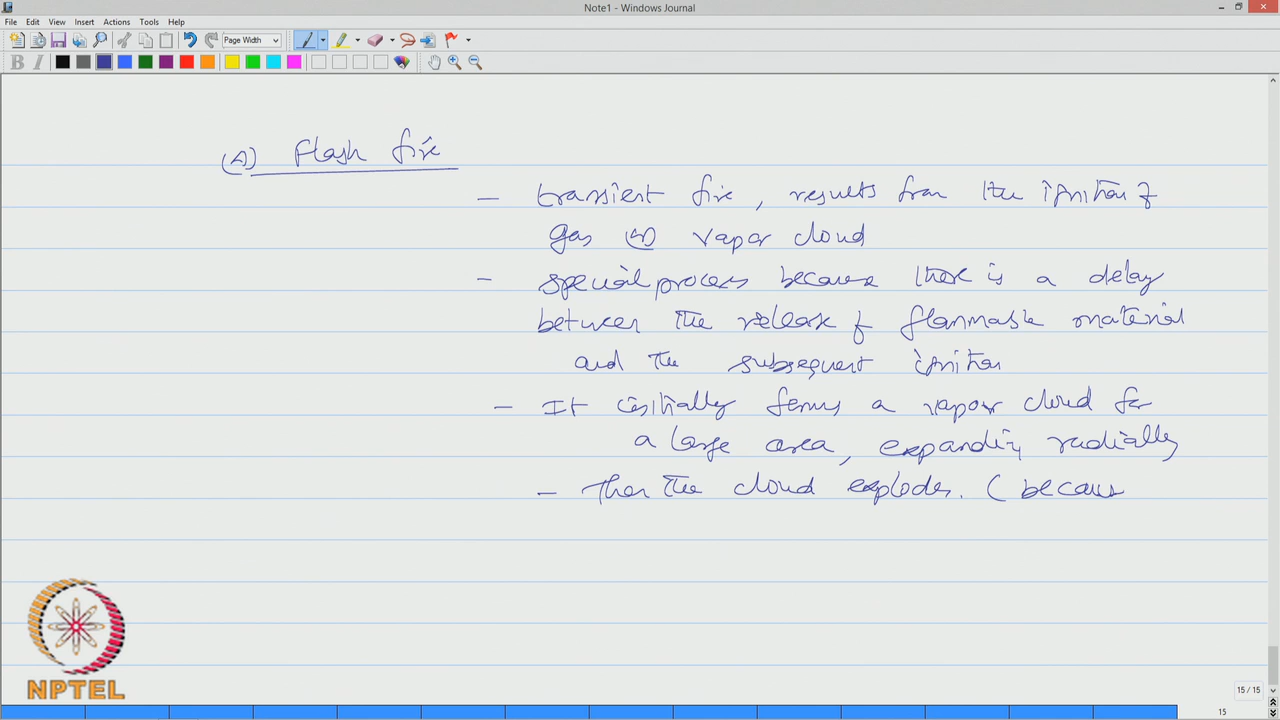 Note1 - Windows Journal
File Edit View Insert Actions Tools Help
Page Width
B I
(A) Flash fire
- transient fire, results from the ignition of
gas (or) vapor cloud
- special process because there is a delay
between the release of flammable material
and the subsequent ignition
- It initially forms a vapour cloud for
a large area, expanding radially
- then the cloud explodes. (because
NPTEL
15 / 15
15